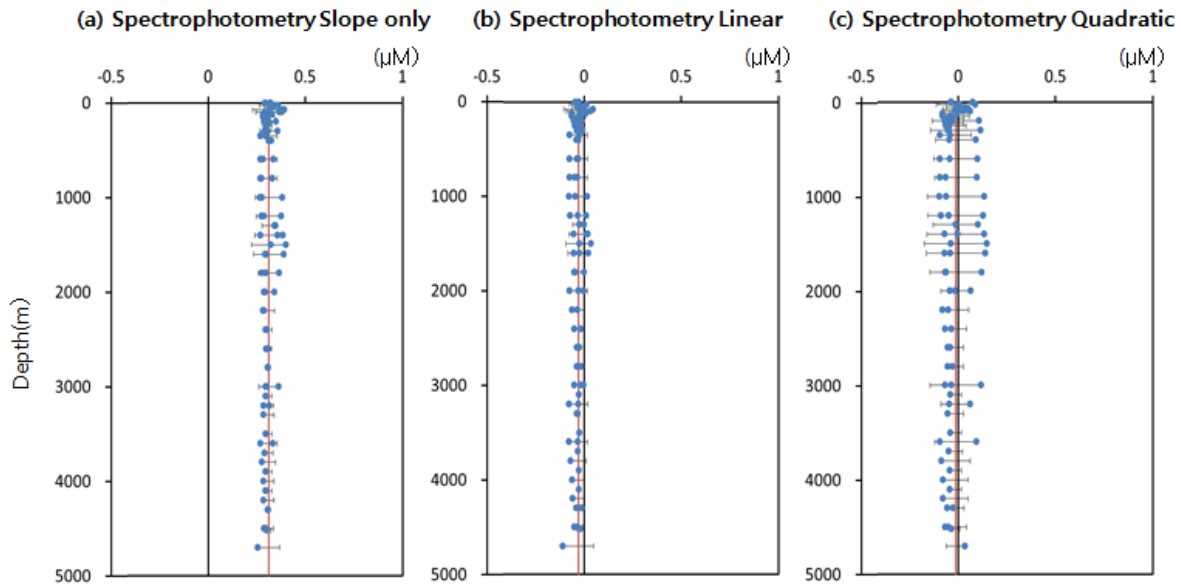 (a) Spectrophotometry Slope only
(b) Spectrophotometry Linear
(c) Spectrophotometry Quadratic
(μM)
(μM)
(μM)
-0.5 0 0.5 1
-0.5 0 0.5 1
-0.5 0 0.5 1
Depth(m)
0
1000
2000
3000
4000
5000
0
1000
2000
3000
4000
5000
0
1000
2000
3000
4000
5000